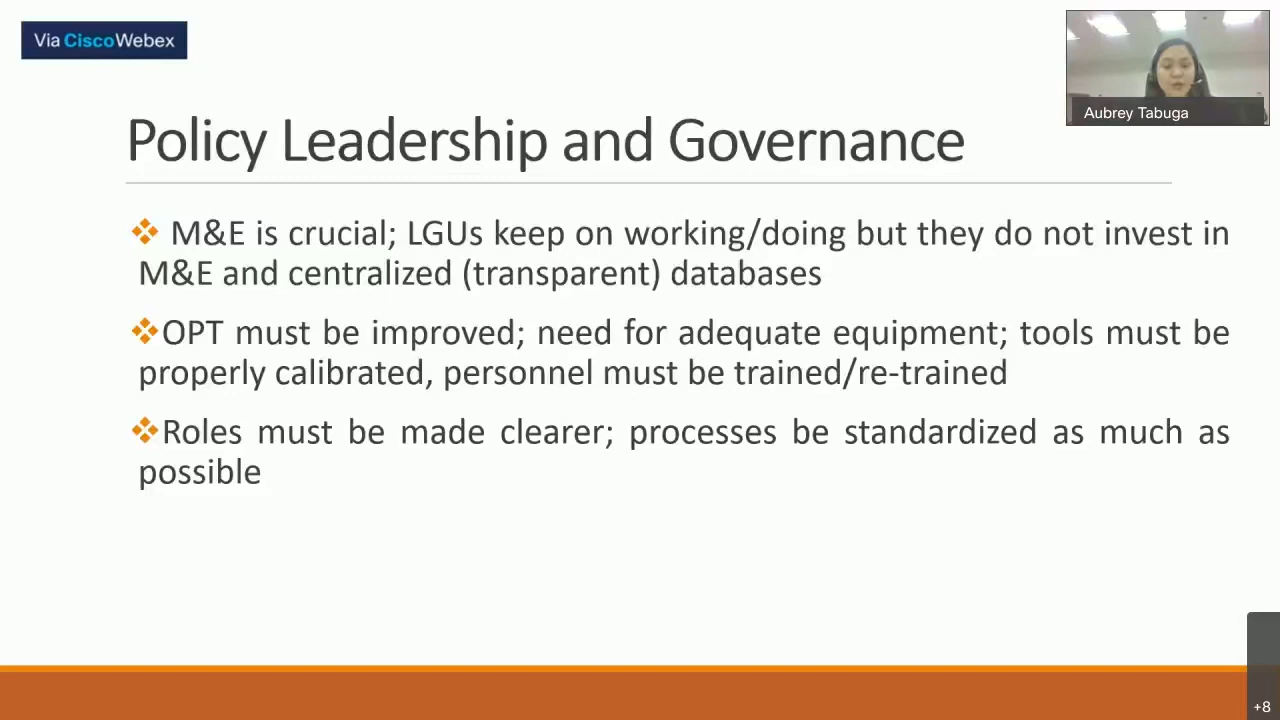 Via CiscoWebex
Aubrey Tabuga
Policy Leadership and Governance
M&E is crucial; LGUs keep on working/doing but they do not invest in
M&E and centralized (transparent) databases
OPT must be improved; need for adequate equipment; tools must be
properly calibrated, personnel must be trained/re-trained
Roles must be made clearer; processes be standardized as much as
possible
+8